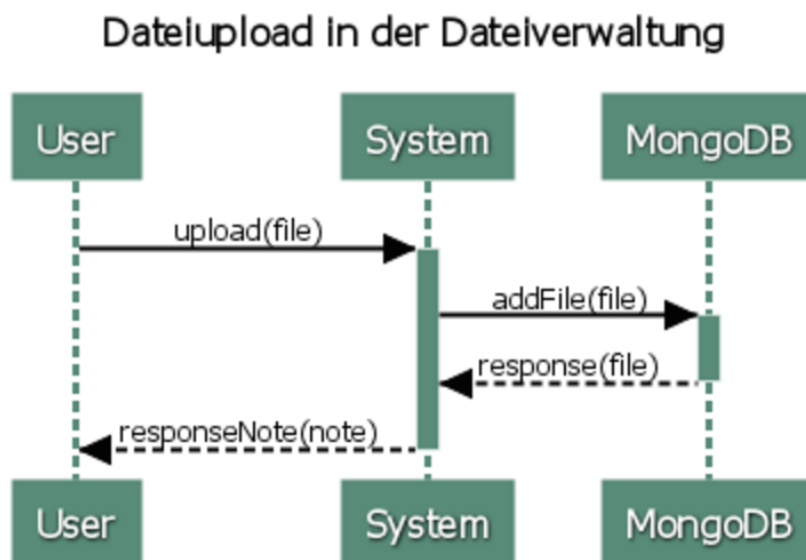 Dateiupload in der Dateiverwaltung
User System MongoDB
upload(file)
addFile(file)
response(file)
responseNote(note)
User System MongoDB